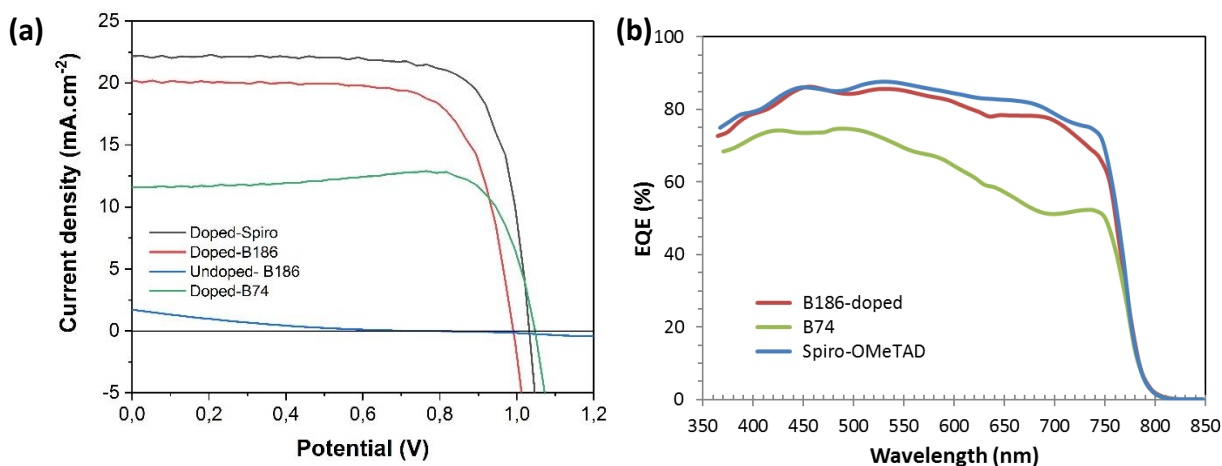 (a)
25
20
15
10
5
0
-5
Current density (mA.cm-2)
Doped-Spiro
Doped-B186
Undoped- B186
Doped-B74
0,0 0,2 0,4 0,6 0,8 1,0 1,2
Potential (V)
(b)
100
80
60
40
20
0
EQE (%)
B186-doped
B74
Spiro-OMeTAD
350 400 450 500 550 600 650 700 750 800 850
Wavelength (nm)